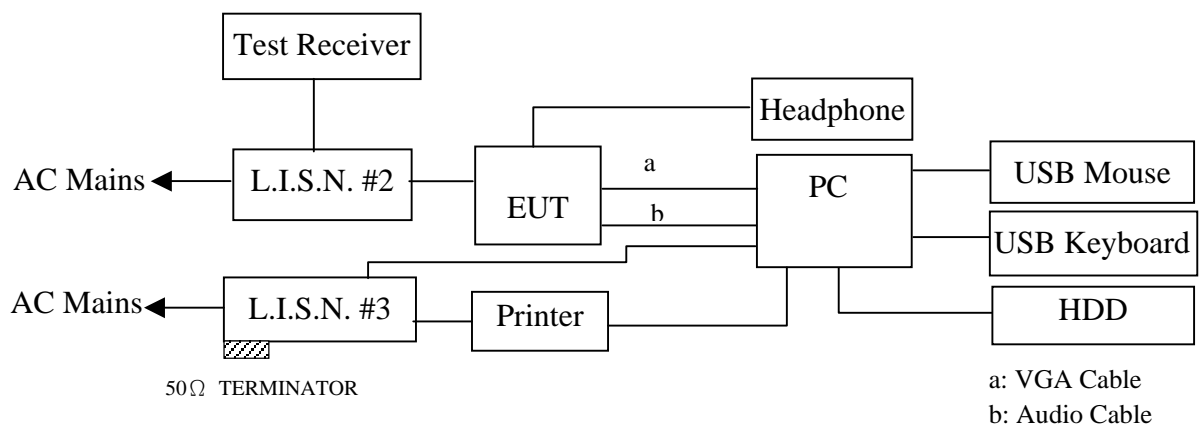 Test Receiver
Headphone
AC Mains
L.I.S.N. #2
EUT
a
b
PC
USB Mouse
USB Keyboard
AC Mains
L.I.S.N. #3
Printer
HDD
50Ω TERMINATOR
a: VGA Cable
b: Audio Cable